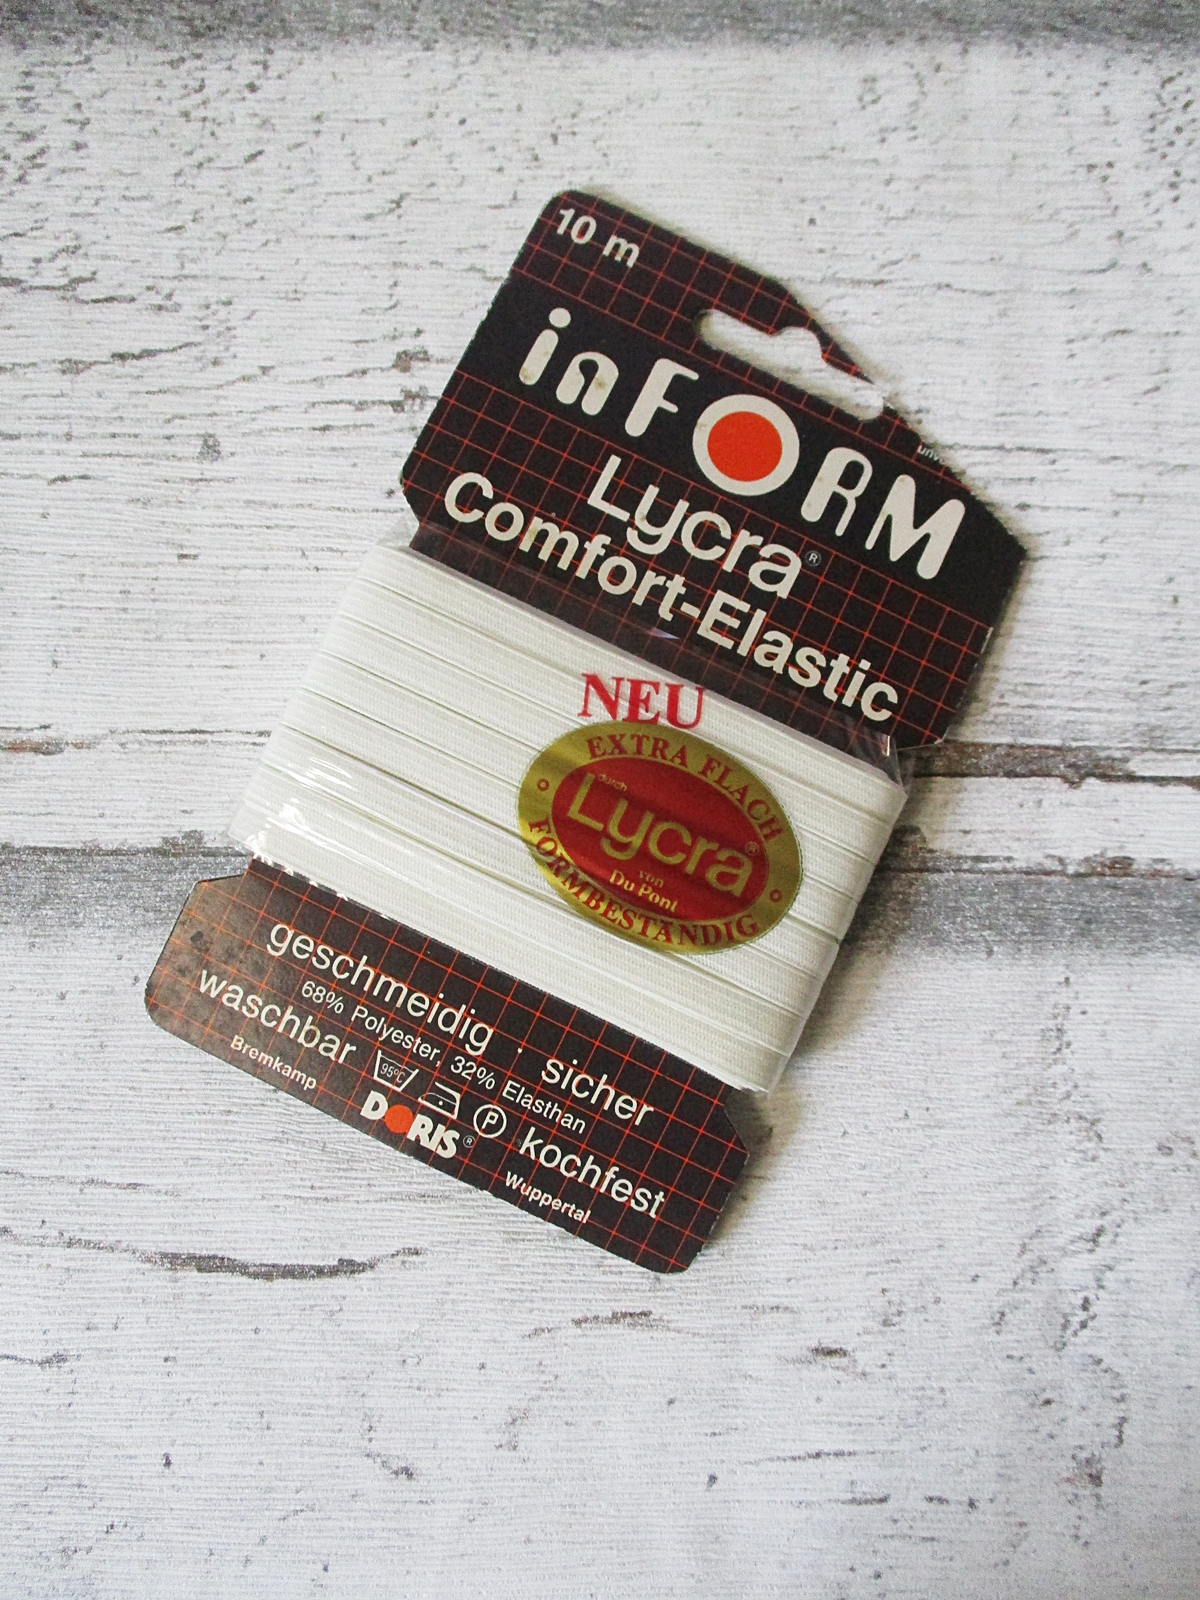 10 m
inFORM
Lycra®
Comfort-Elastic
NEU
EXTRA FLACH
durch
Lycra®
von
Du Pont
FORMBESTÄNDIG
geschmeidig · sicher
68% Polyester, 32% Elasthan
waschbar 95°C P kochfest
Bremkamp DORIS® Wuppertal